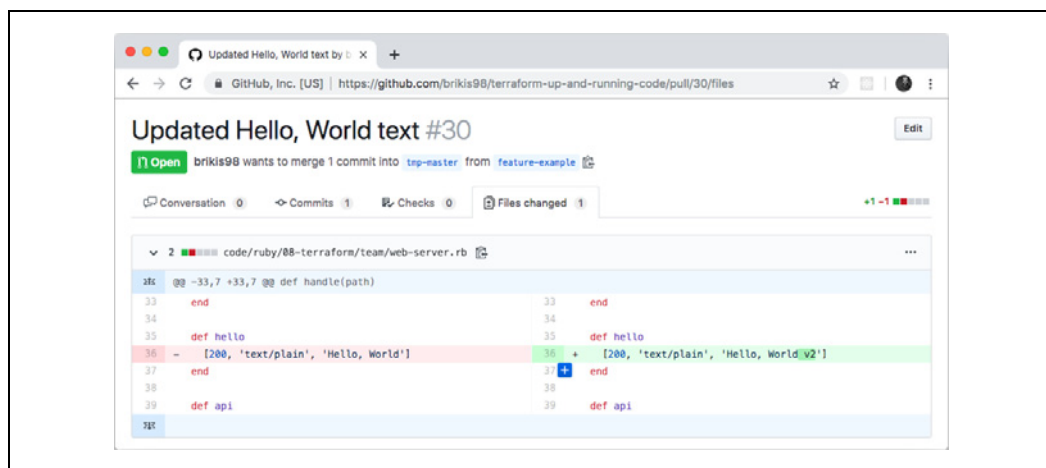 Updated Hello, World text by b
GitHub, Inc. [US] | https://github.com/brikis98/terraform-up-and-running-code/pull/30/files
Updated Hello, World text #30
Edit
Open brikis98 wants to merge 1 commit into tmp-master from feature-example
Conversation 0 Commits 1 Checks 0 Files changed 1 +1 −1
2 code/ruby/08-terraform/team/web-server.rb ...
@@ -33,7 +33,7 @@ def handle(path)
33 end 33 end
34 34
35 def hello 35 def hello
36 - [200, 'text/plain', 'Hello, World'] 36 + [200, 'text/plain', 'Hello, World v2']
37 end 37 end
38 38
39 def api 39 def api